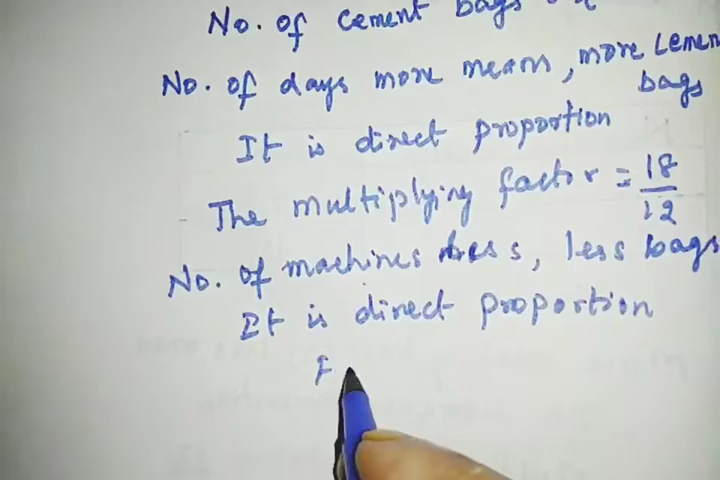 No. of cement bags
No. of days more means, more cement
bags
It is direct proportion
The multiplying factor = 18/12
No. of machines less, less bags
It is direct proportion
F